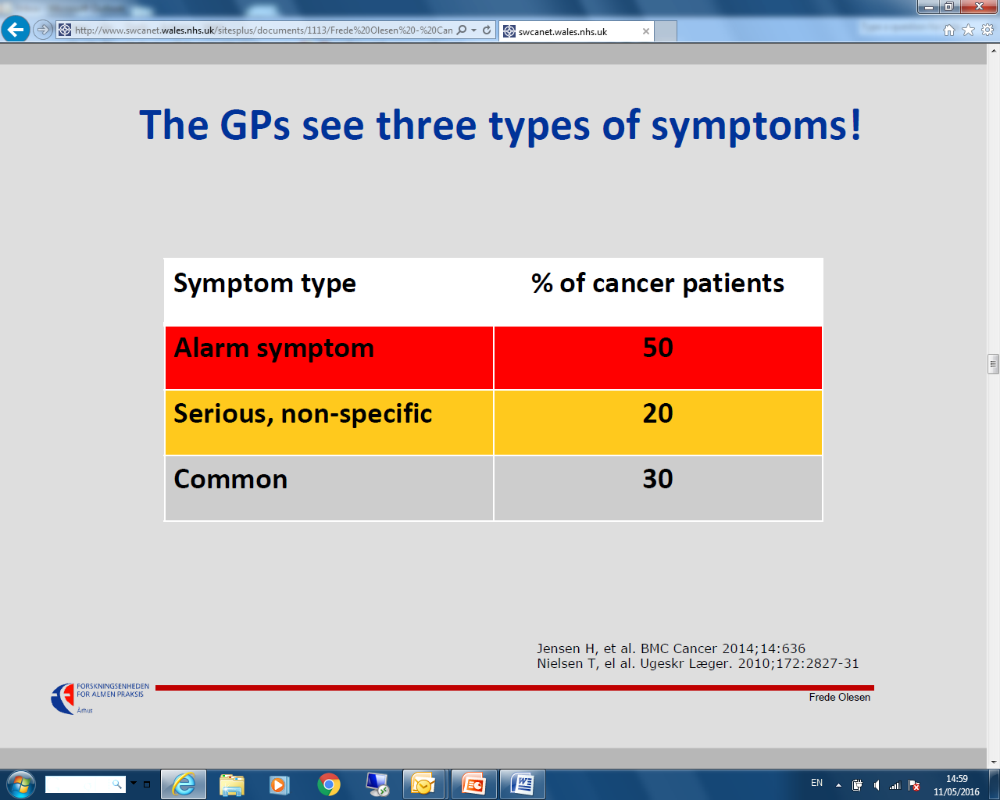 http://www.swcanet.wales.nhs.uk/sitesplus/documents/1113/Frede%20Olesen%20-%20Can
swcanet.wales.nhs.uk
The GPs see three types of symptoms!
Symptom type % of cancer patients
Alarm symptom 50
Serious, non-specific 20
Common 30
Jensen H, et al. BMC Cancer 2014;14:636
Nielsen T, el al. Ugeskr Læger. 2010;172:2827-31
FORSKNINGSENHEDEN
FOR ALMEN PRAKSIS
Århus
Frede Olesen
EN
14:59
11/05/2016